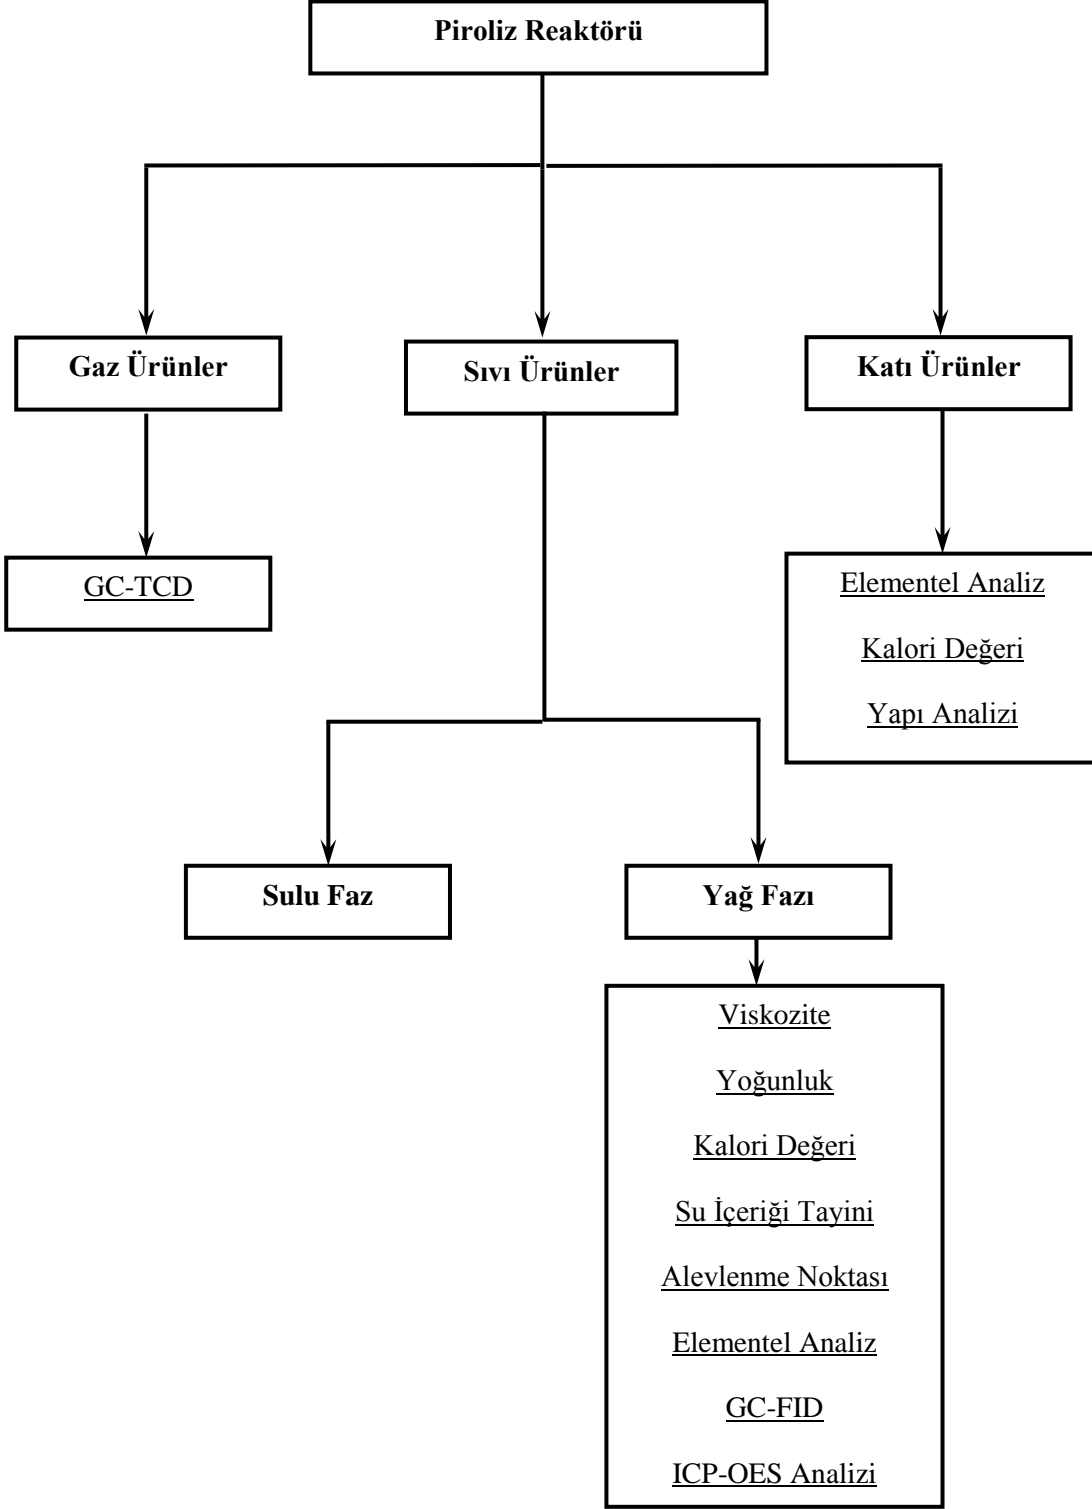 Piroliz Reaktörü
Gaz Ürünler
Sıvı Ürünler
Katı Ürünler
GC-TCD
Elementel Analiz
Kalori Değeri
Yapı Analizi
Sulu Faz
Yağ Fazı
Viskozite
Yoğunluk
Kalori Değeri
Su İçeriği Tayini
Alevlenme Noktası
Elementel Analiz
GC-FID
ICP-OES Analizi